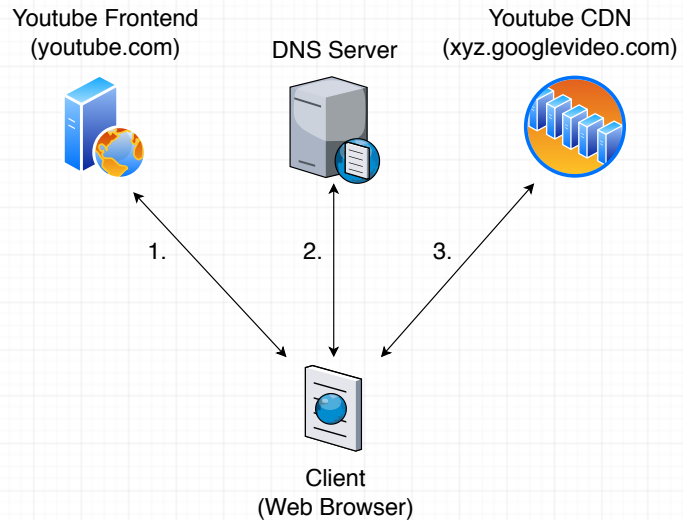 Youtube Frontend
(youtube.com)
DNS Server
Youtube CDN
(xyz.googlevideo.com)
1.
2.
3.
Client
(Web Browser)